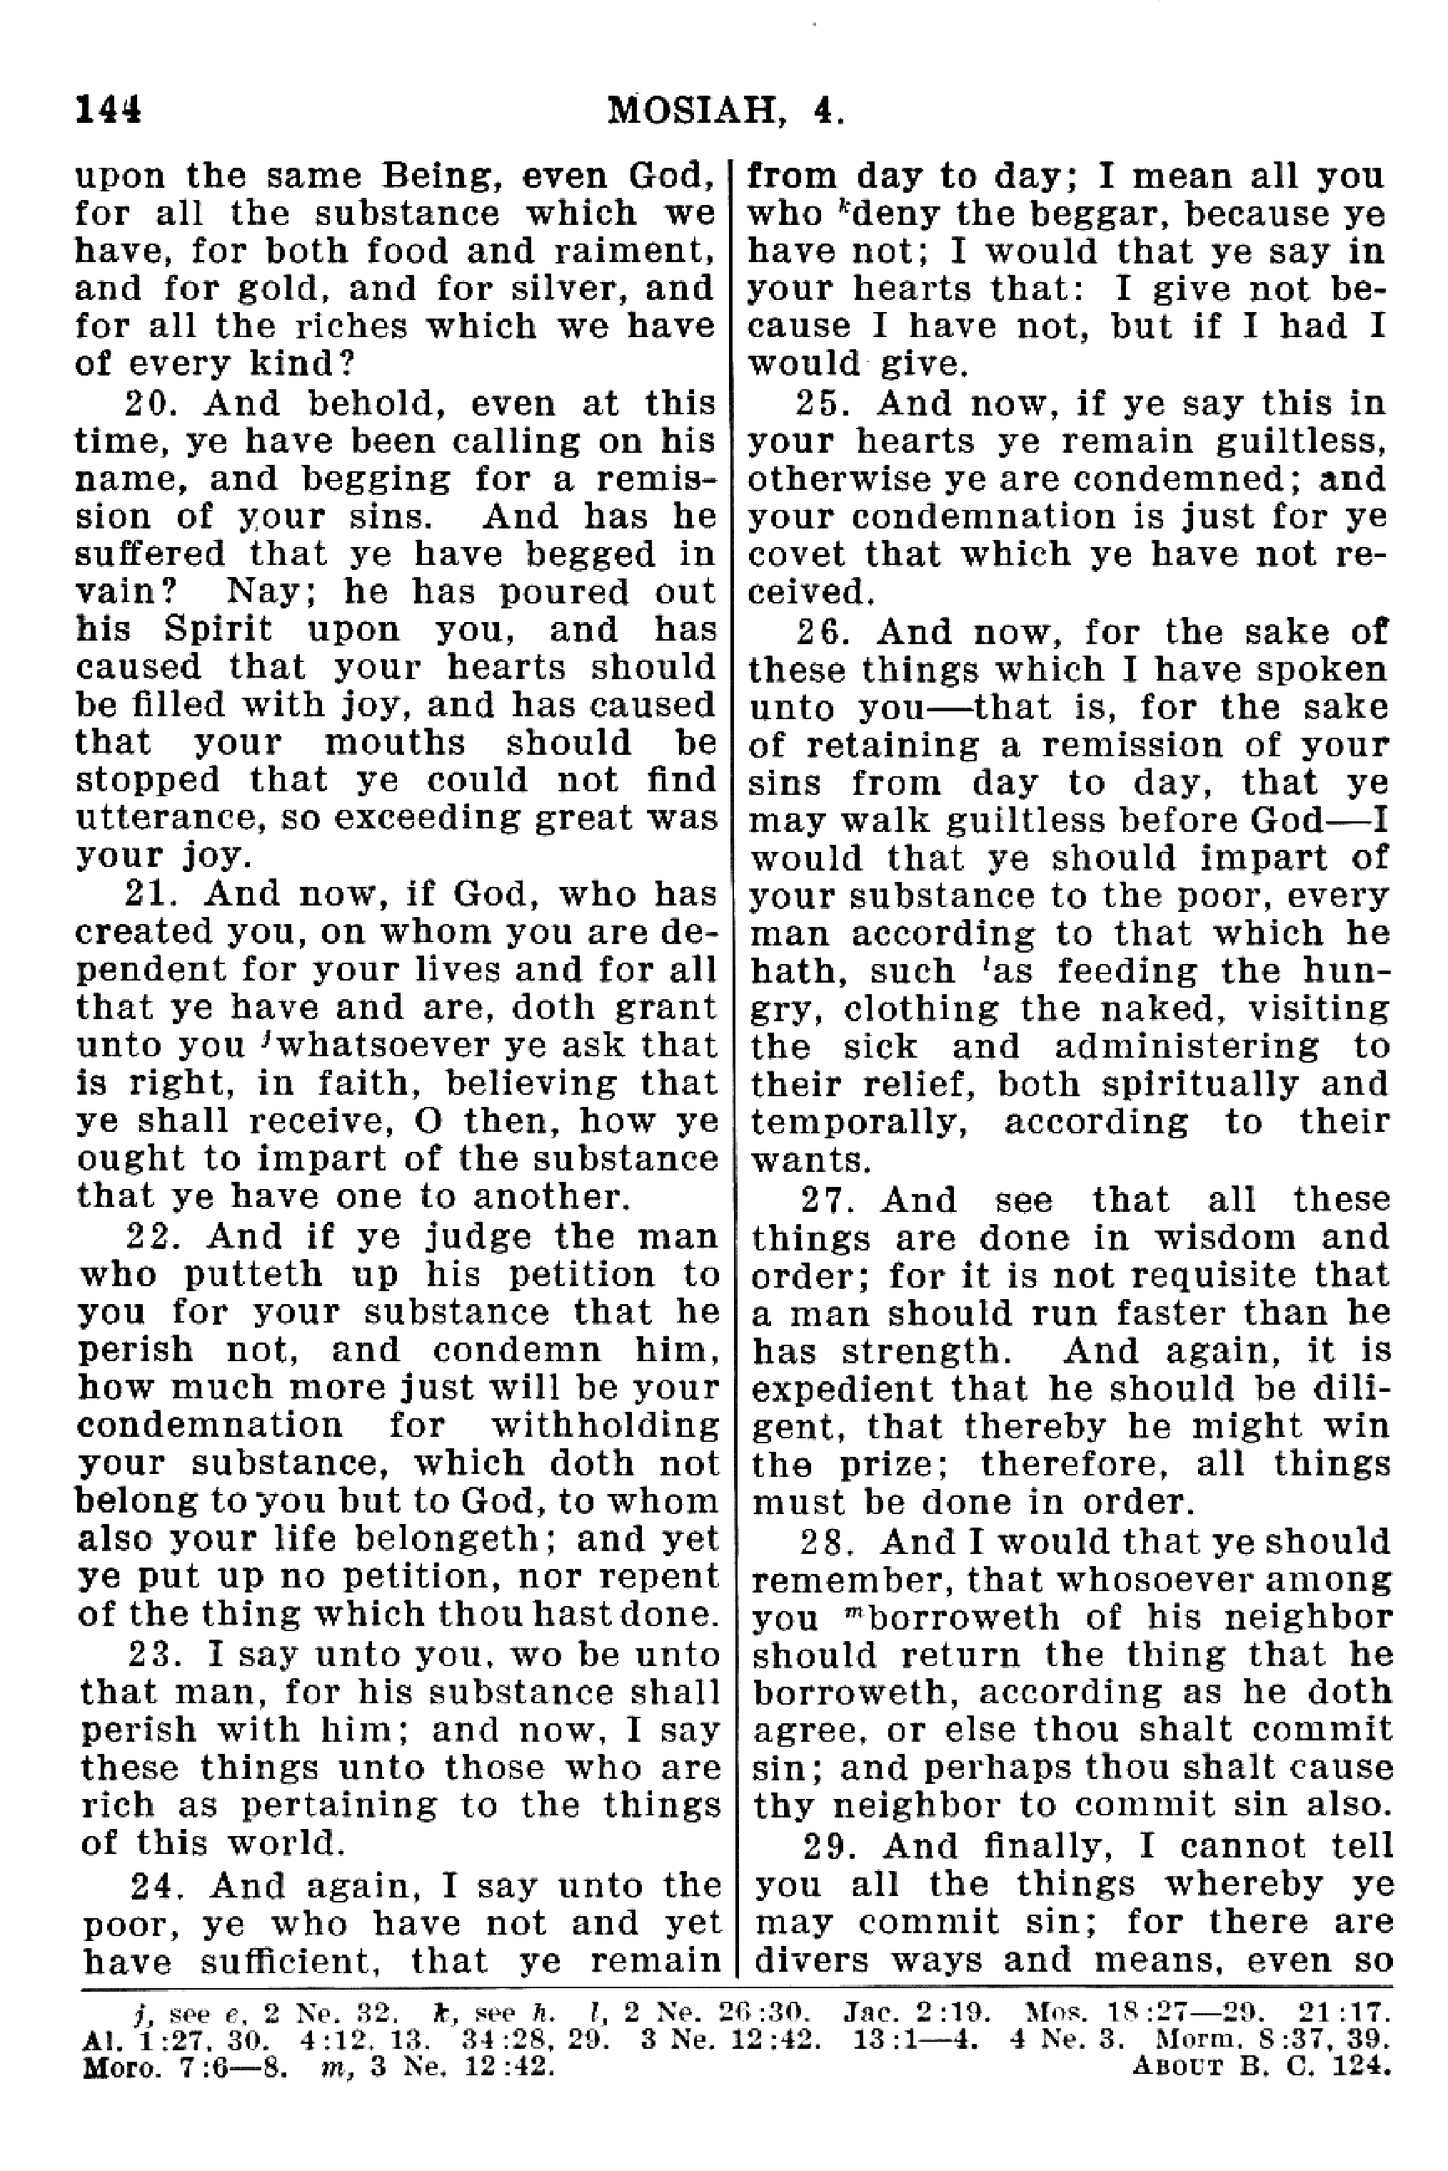 144
MOSIAH, 4.
upon the same Being, even God,
for all the substance which we
have, for both food and raiment,
and for gold, and for silver, and
for all the riches which we have
of every kind?
20. And behold, even at this
time, ye have been calling on his
name, and begging for a remis-
sion of your sins. And has he
suffered that ye have begged in
vain? Nay; he has poured out
his Spirit upon you, and has
caused that your hearts should
be filled with joy, and has caused
that your mouths should be
stopped that ye could not find
utterance, so exceeding great was
your joy.
21. And now, if God, who has
created you, on whom you are de-
pendent for your lives and for all
that ye have and are, doth grant
unto you jwhatsoever ye ask that
is right, in faith, believing that
ye shall receive, O then, how ye
ought to impart of the substance
that ye have one to another.
22. And if ye judge the man
who putteth up his petition to
you for your substance that he
perish not, and condemn him,
how much more just will be your
condemnation for withholding
your substance, which doth not
belong to you but to God, to whom
also your life belongeth; and yet
ye put up no petition, nor repent
of the thing which thou hast done.
23. I say unto you, wo be unto
that man, for his substance shall
perish with him; and now, I say
these things unto those who are
rich as pertaining to the things
of this world.
24. And again, I say unto the
poor, ye who have not and yet
have sufficient, that ye remain
from day to day; I mean all you
who kdeny the beggar, because ye
have not; I would that ye say in
your hearts that: I give not be-
cause I have not, but if I had I
would give.
25. And now, if ye say this in
your hearts ye remain guiltless,
otherwise ye are condemned; and
your condemnation is just for ye
covet that which ye have not re-
ceived.
26. And now, for the sake of
these things which I have spoken
unto you—that is, for the sake
of retaining a remission of your
sins from day to day, that ye
may walk guiltless before God—I
would that ye should impart of
your substance to the poor, every
man according to that which he
hath, such las feeding the hun-
gry, clothing the naked, visiting
the sick and administering to
their relief, both spiritually and
temporally, according to their
wants.
27. And see that all these
things are done in wisdom and
order; for it is not requisite that
a man should run faster than he
has strength. And again, it is
expedient that he should be dili-
gent, that thereby he might win
the prize; therefore, all things
must be done in order.
28. And I would that ye should
remember, that whosoever among
you mborroweth of his neighbor
should return the thing that he
borroweth, according as he doth
agree, or else thou shalt commit
sin; and perhaps thou shalt cause
thy neighbor to commit sin also.
29. And finally, I cannot tell
you all the things whereby ye
may commit sin; for there are
divers ways and means, even so
j, see e, 2 Ne. 32. k, see h. l, 2 Ne. 26:30. Jac. 2:19. Mos. 18:27—29. 21:17.
Al. 1:27, 30. 4:12, 13. 34:28, 29. 3 Ne. 12:42. 13:1—4. 4 Ne. 3. Morm. 8:37, 39.
Moro. 7:6—8. m, 3 Ne. 12:42. ABOUT B. C. 124.